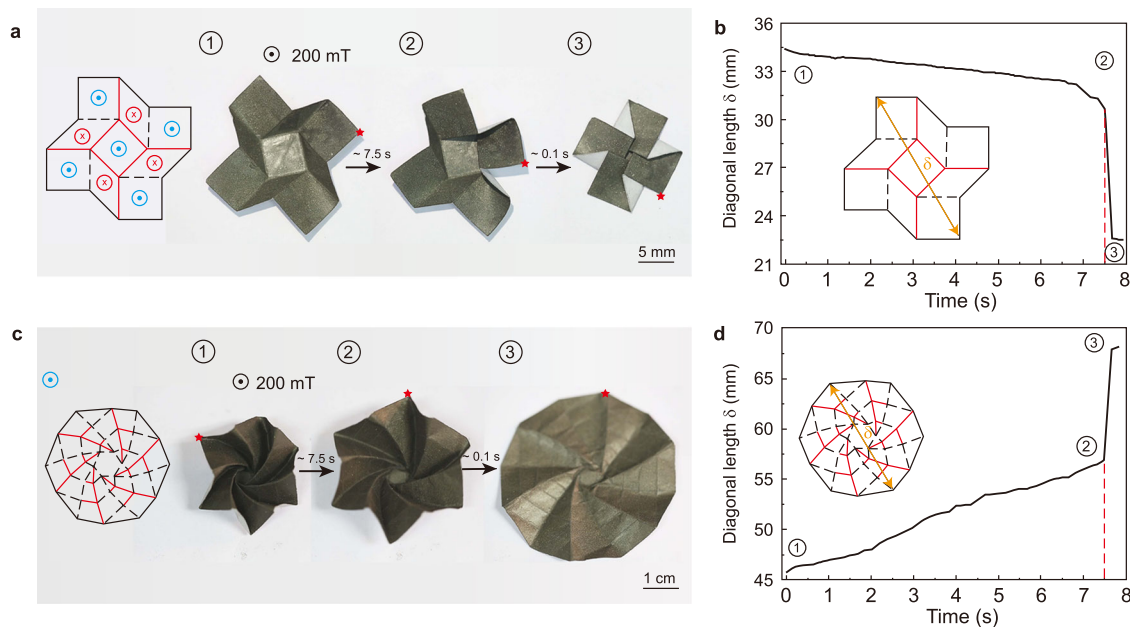 a
①
⊙ 200 mT
②
③
x
x
x
x
~ 7.5 s
~ 0.1 s
5 mm
b
Diagonal length δ (mm)
36
33
30
27
24
21
①
②
③
δ
0 1 2 3 4 5 6 7 8
Time (s)
c
①
⊙ 200 mT
②
③
~ 7.5 s
~ 0.1 s
1 cm
d
Diagonal length δ (mm)
70
65
60
55
50
45
③
②
①
δ
0 1 2 3 4 5 6 7 8
Time (s)